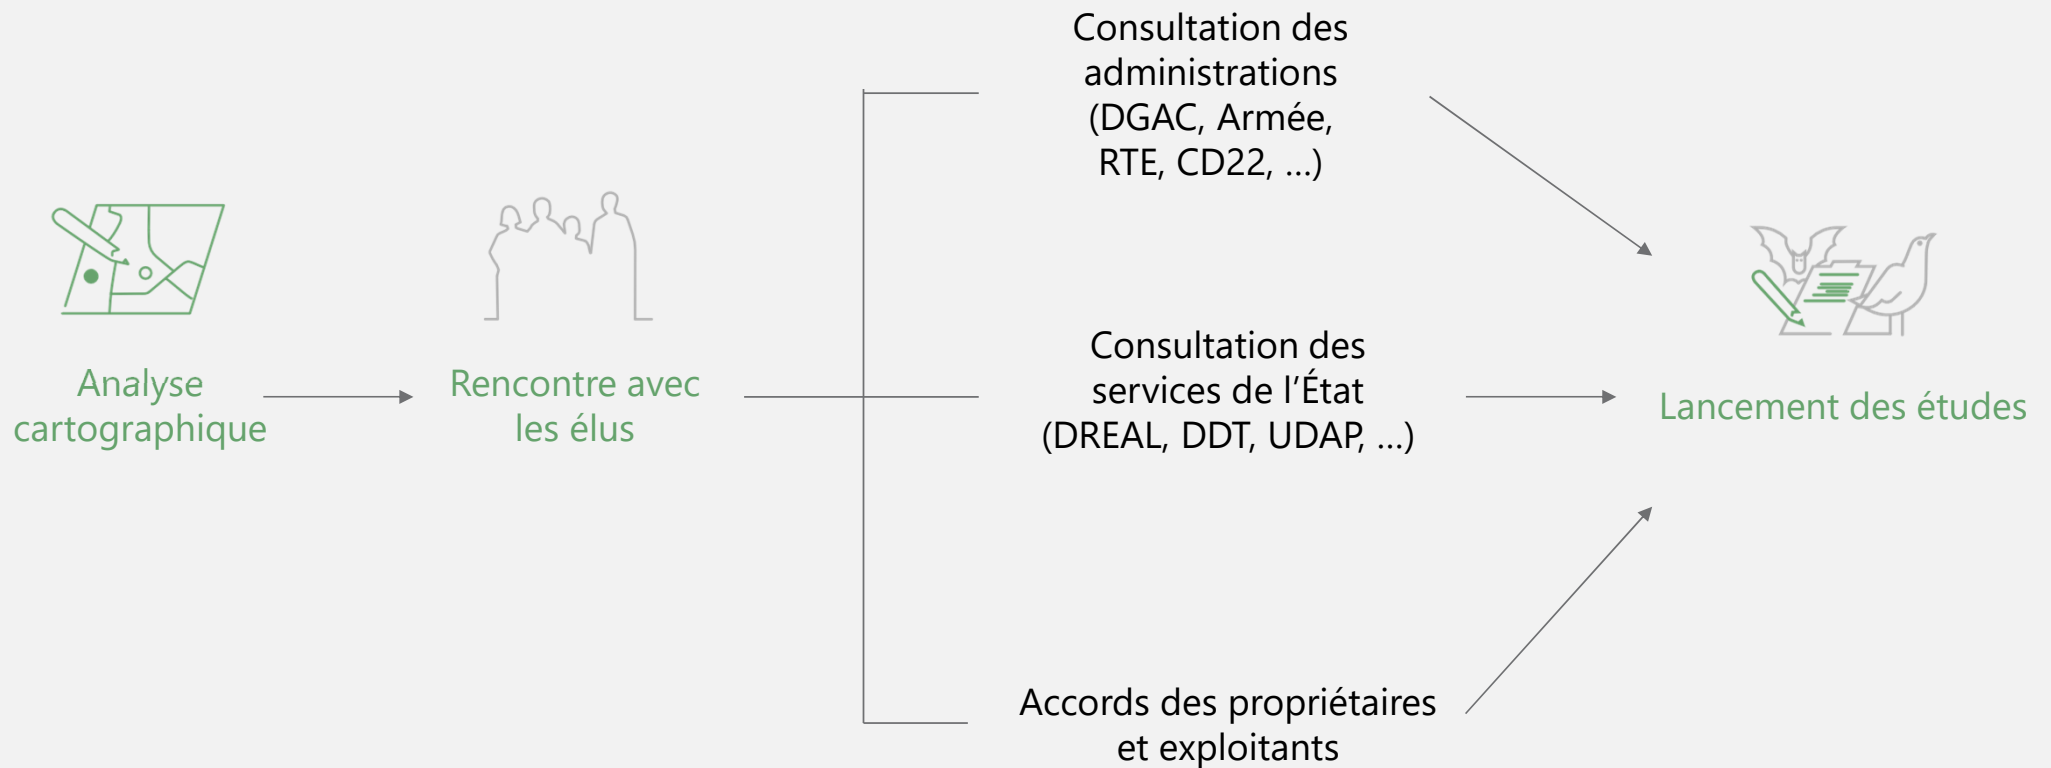 Analyse
cartographique
Rencontre avec
les élus
Consultation des
administrations
(DGAC, Armée,
RTE, CD22, …)
Consultation des
services de l’État
(DREAL, DDT, UDAP, …)
Accords des propriétaires
et exploitants
Lancement des études